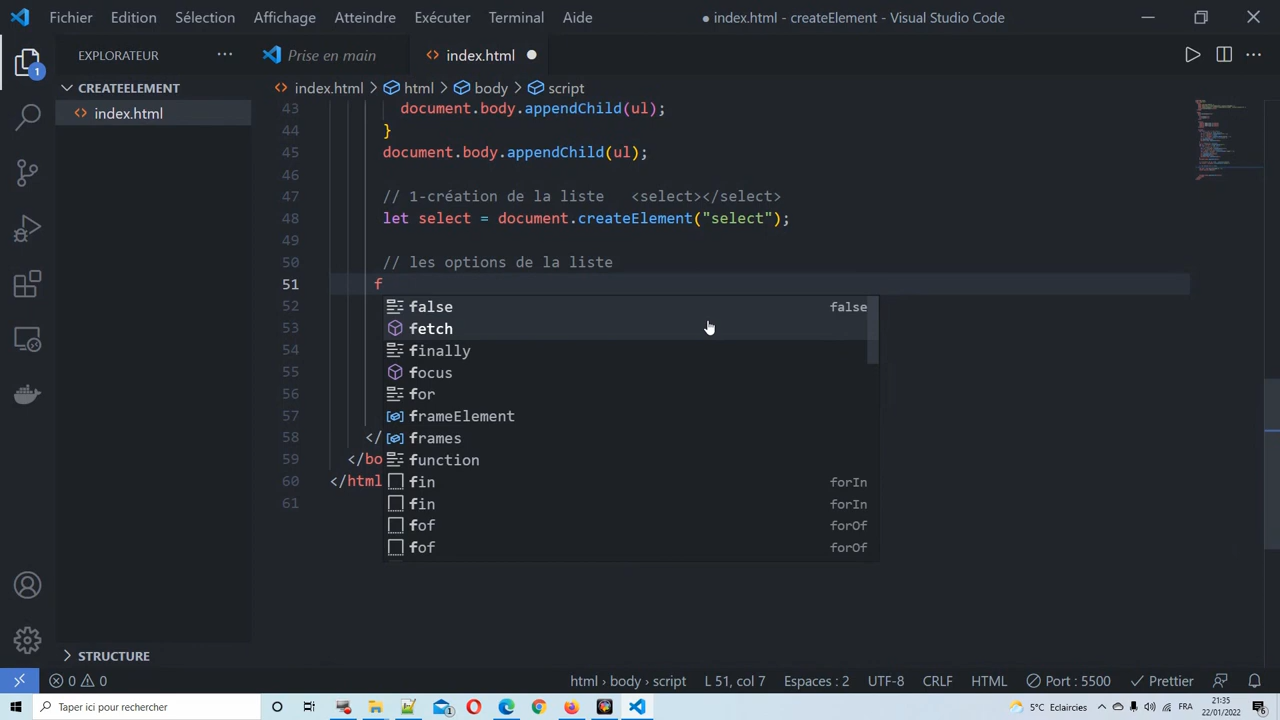 Fichier Edition Sélection Affichage Atteindre Exécuter Terminal Aide ● index.html - createElement - Visual Studio Code
EXPLORATEUR ··· Prise en main <> index.html ●
CREATEELEMENT
<> index.html
<> index.html > html > body > script
43 document.body.appendChild(ul);
44 }
45 document.body.appendChild(ul);
46
47 // 1-création de la liste <select></select>
48 let select = document.createElement("select");
49
50 // les options de la liste
51 f
52 false false
53 fetch
54 finally
55 focus
56 for
57 frameElement
58 </ frames
59 </bo function
60 </html fin forIn
61 fin forIn
fof forOf
fof forOf
STRUCTURE
0 0 html > body > script L 51, col 7 Espaces : 2 UTF-8 CRLF HTML Port : 5500 Prettier
Taper ici pour rechercher 5°C Eclaircies FRA 21:35 22/01/2022
1
1
6